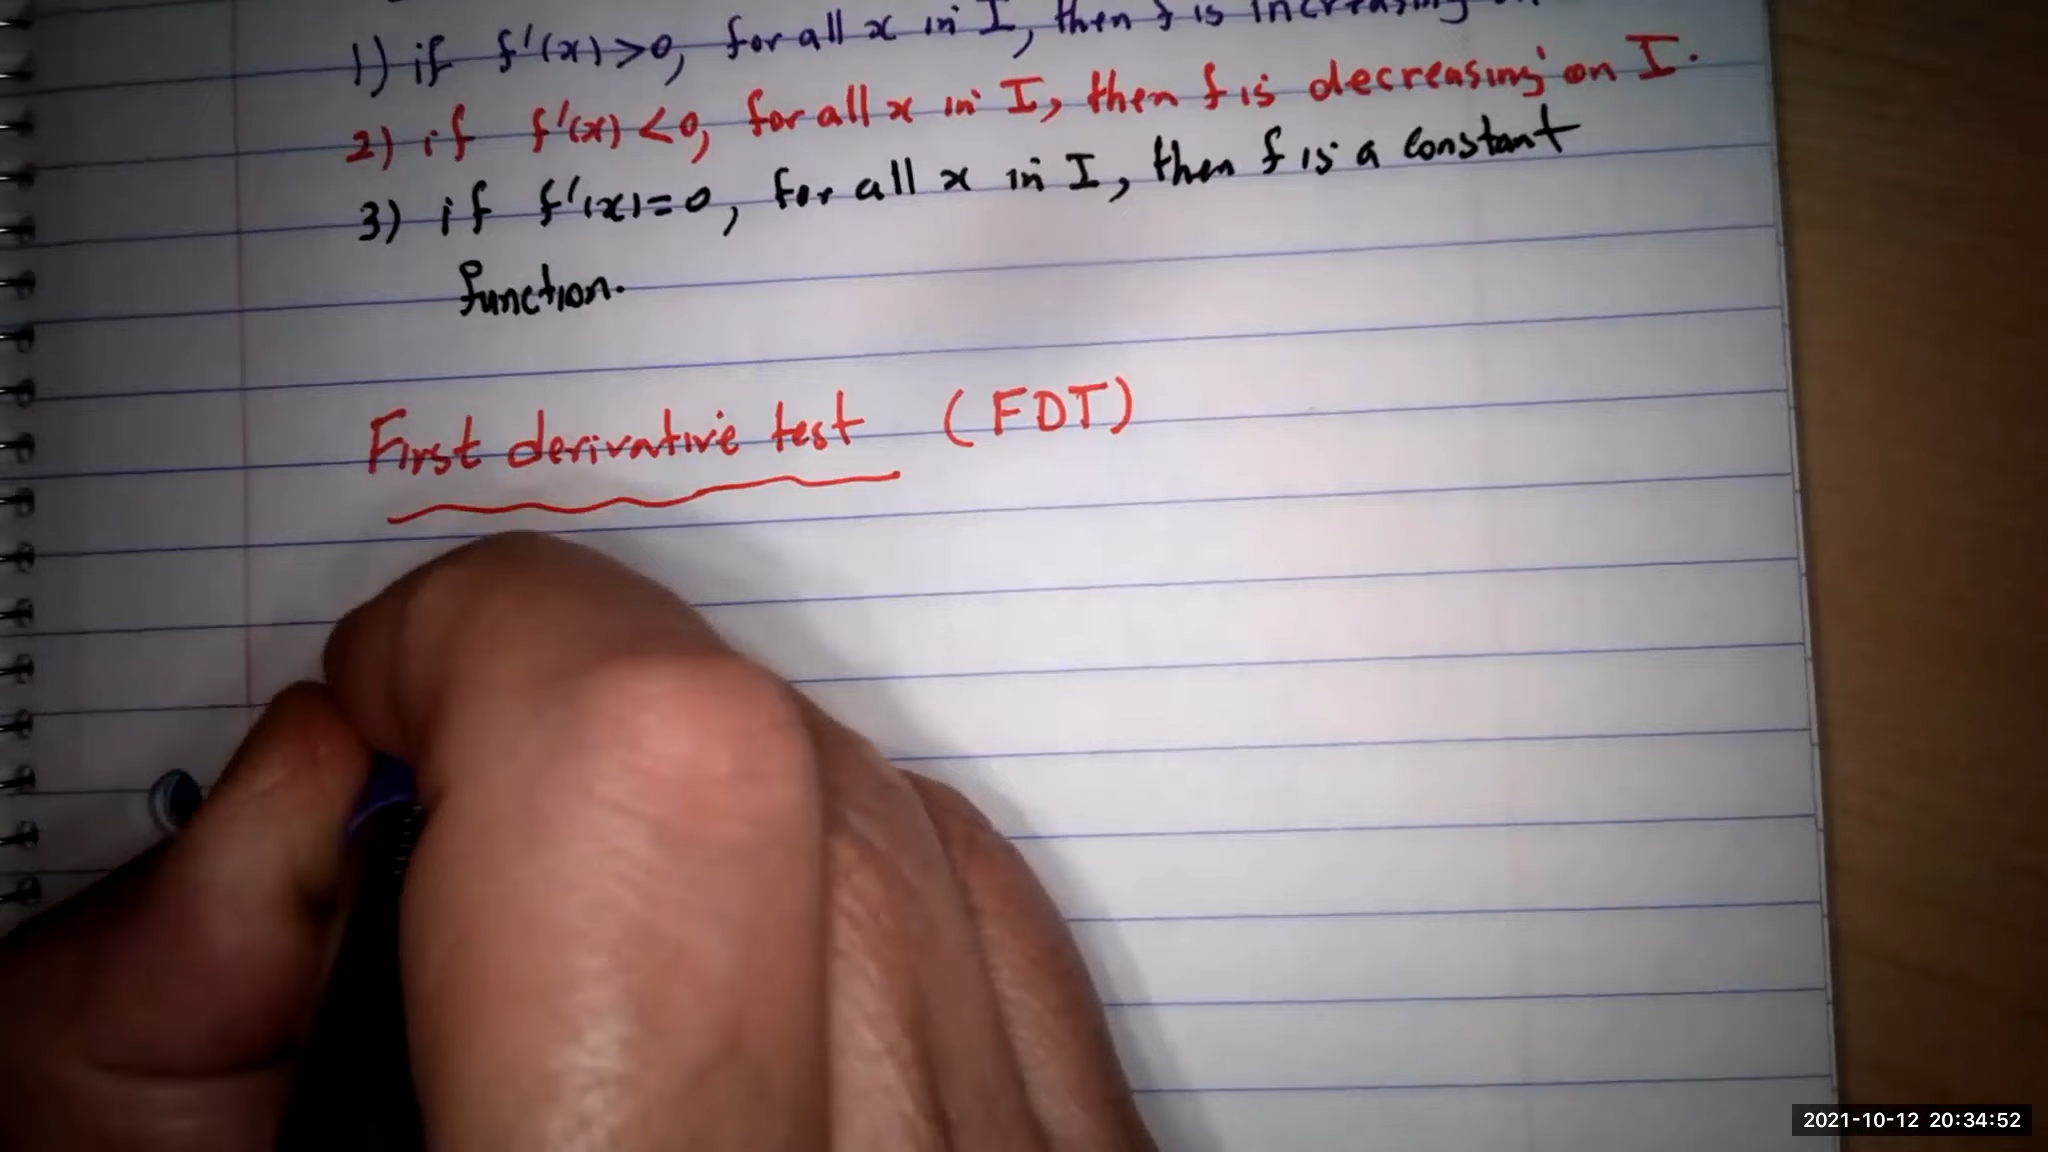 1) if f'(x)>0, for all x in I, then f is increasing on
2) if f'(x) <0, for all x in I, then f is decreasing on I.
3) if f'(x)=0, for all x in I, then f is a constant
function.
First derivative test (FDT)
2021-10-12 20:34:52